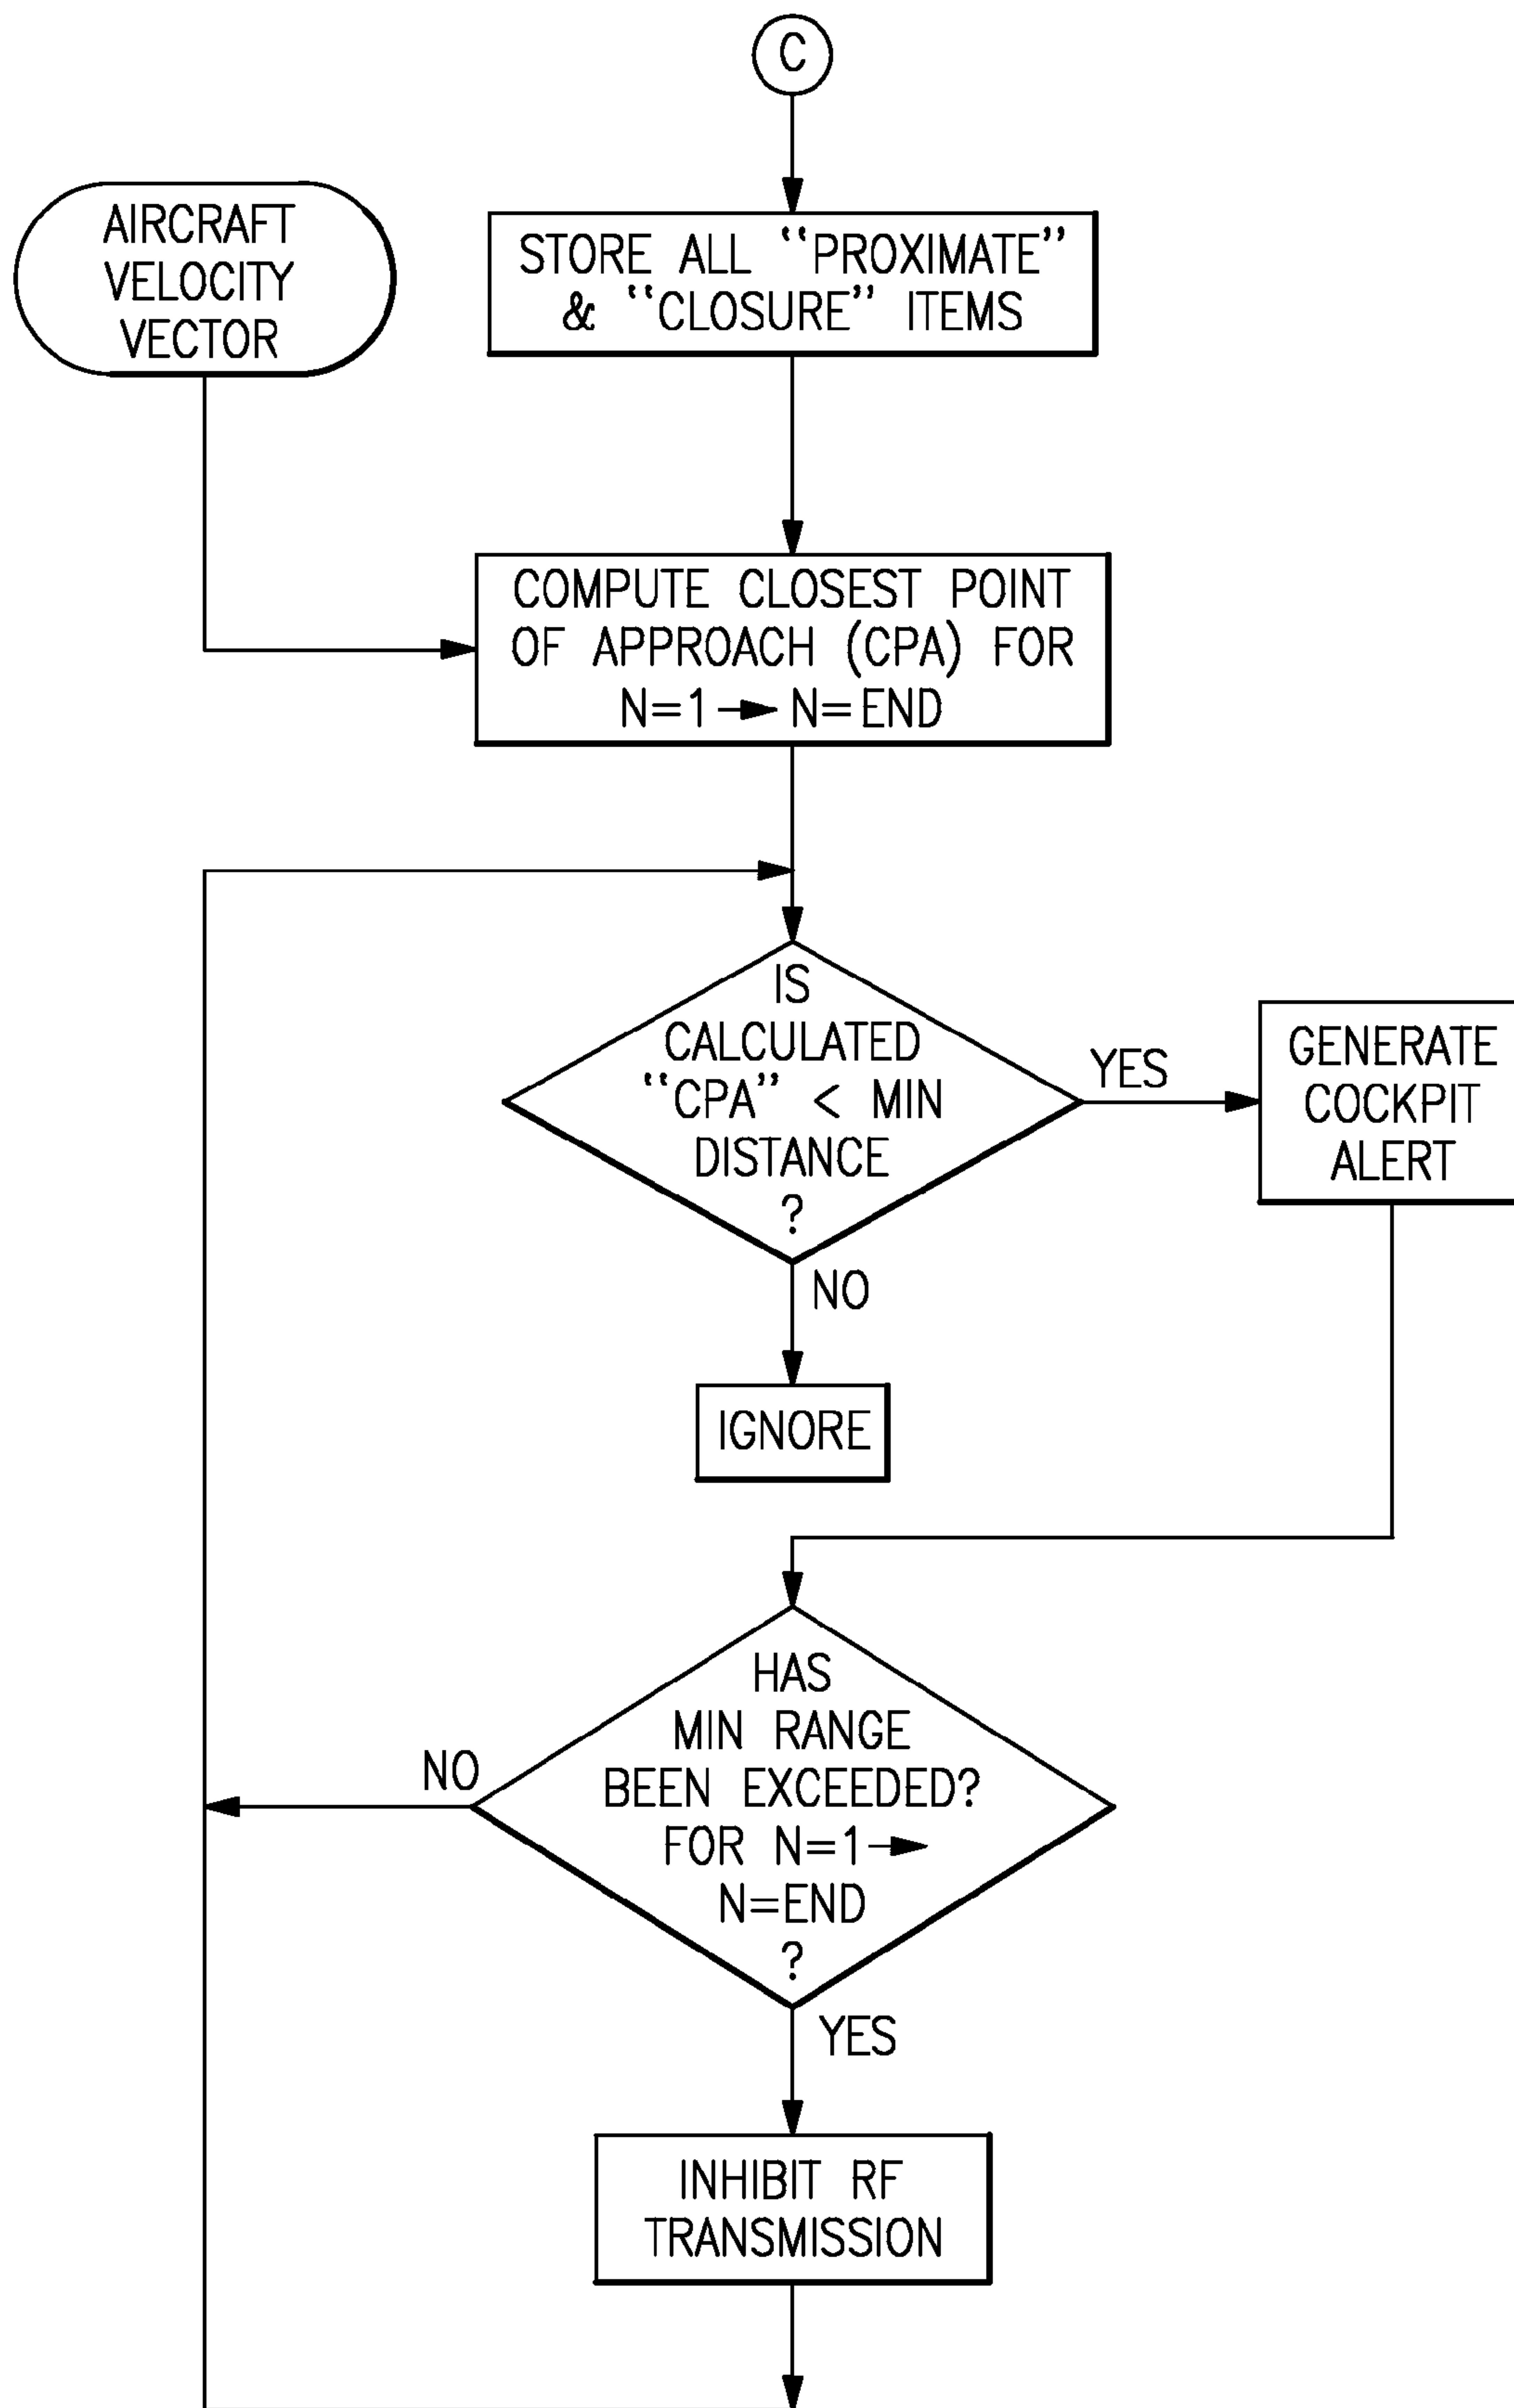 C
AIRCRAFT
VELOCITY
VECTOR
STORE ALL "PROXIMATE"
& "CLOSURE" ITEMS
COMPUTE CLOSEST POINT
OF APPROACH (CPA) FOR
N=1 → N=END
IS
CALCULATED
"CPA" < MIN
DISTANCE
?
YES
GENERATE
COCKPIT
ALERT
NO
IGNORE
HAS
MIN RANGE
BEEN EXCEEDED?
FOR N=1 →
N=END
?
NO
YES
INHIBIT RF
TRANSMISSION